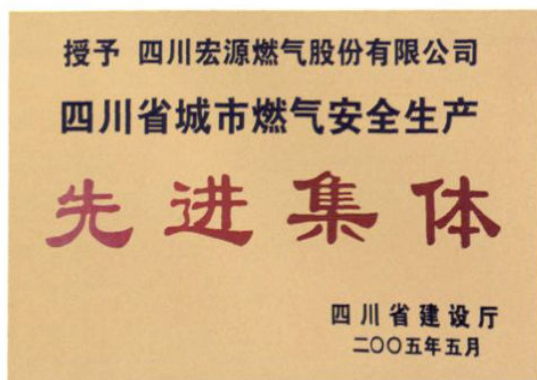 授予 四川宏源燃气股份有限公司
四川省城市燃气安全生产
先进集体
四川省建设厅
二〇〇五年五月